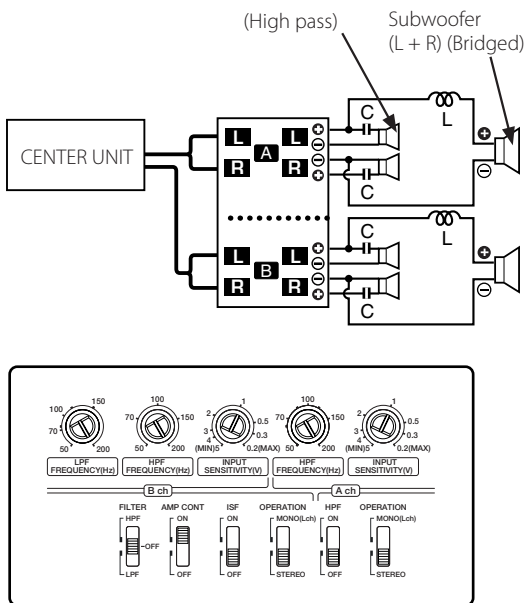 (High pass)
Subwoofer
(L + R) (Bridged)
L
C
CENTER UNIT
L A L
R R
C
L
C
B
L L
R R
C
100 150
70
50 200
LPF
FREQUENCY(Hz)
100
70 150
50 200
HPF
FREQUENCY(Hz)
1
2 0.5
3 0.3
4
(MIN)5 0.2(MAX)
INPUT
SENSITIVITY(V)
100
70 150
50 200
HPF
FREQUENCY(Hz)
1
2 0.5
3 0.3
4
(MIN)5 0.2(MAX)
INPUT
SENSITIVITY(V)
B ch
A ch
FILTER
HPF
OFF
LPF
AMP CONT
ON
OFF
ISF
ON
OFF
OPERATION
MONO(Lch)
STEREO
HPF
ON
OFF
OPERATION
MONO(Lch)
STEREO